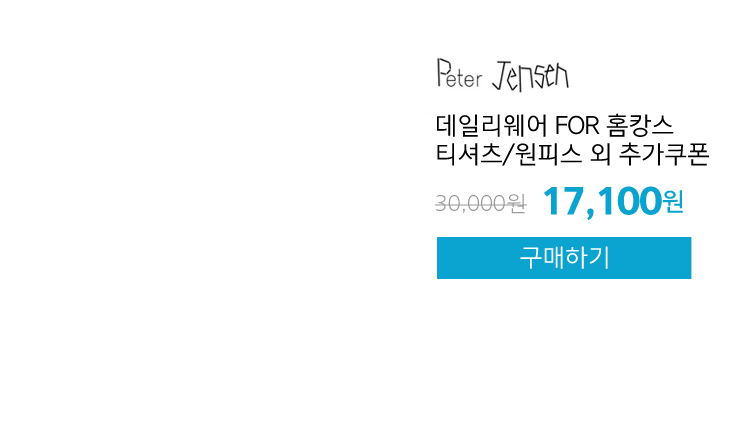 Peter Jensen
데일리웨어 FOR 홈캉스
티셔츠/원피스 외 추가쿠폰
30,000원 17,100원
구매하기